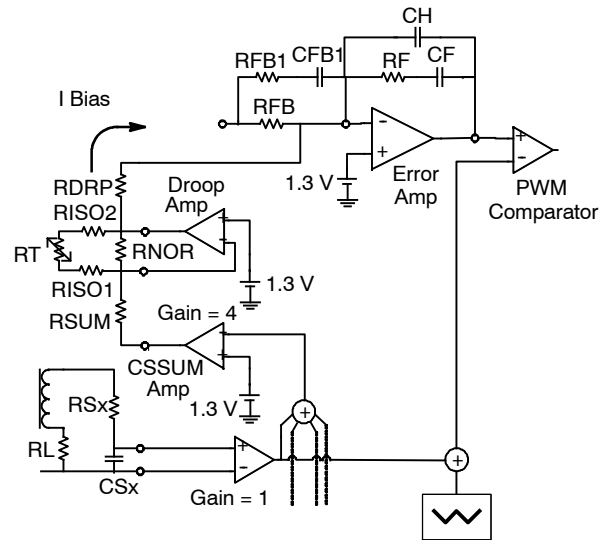 CH
CFB1
RFB1
RF
CF
I Bias
RFB
-
+
+
-
1.3 V
Error
Amp
PWM
Comparator
RDRP
Droop
Amp
RISO2
+
-
RT
RNOR
RISO1
1.3 V
RSUM
Gain = 4
+
-
CSSUM
Amp
1.3 V
RSx
+
RL
+
-
+
CSx
Gain = 1